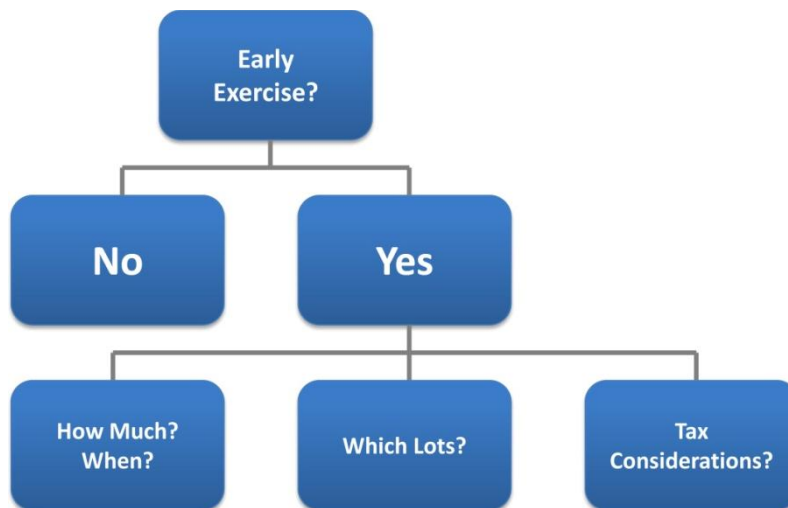 Early
Exercise?
No
Yes
How Much?
When?
Which Lots?
Tax
Considerations?